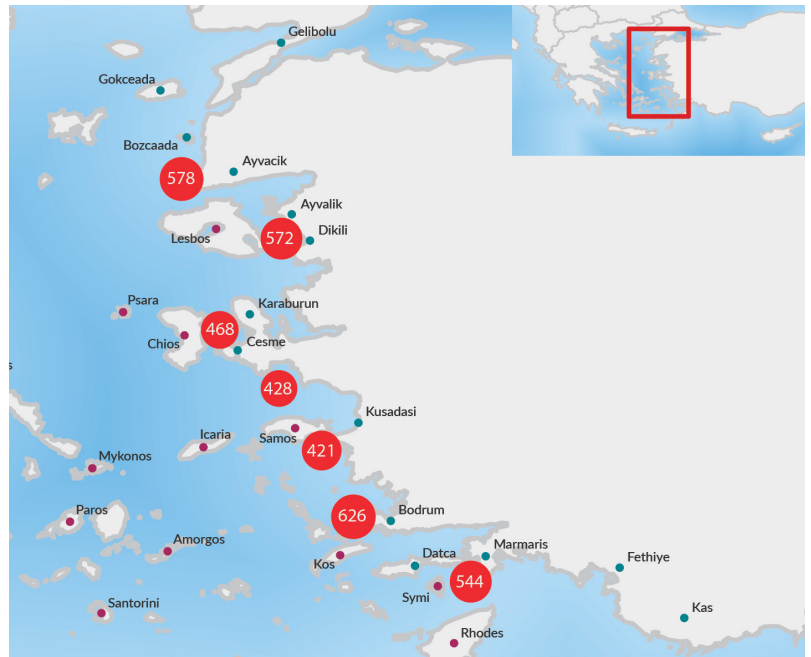 Gelibolu
Gokceada
Bozcaada
Ayvacik
578
Ayvalik
Lesbos
572
Dikili
Psara
Karaburun
468
Chios
Cesme
s
428
Kusadasi
Icaria
Samos
421
Mykonos
Paros
626
Bodrum
Amorgos
Marmaris
Kos
Datca
Fethiye
544
Symi
Santorini
Kas
Rhodes